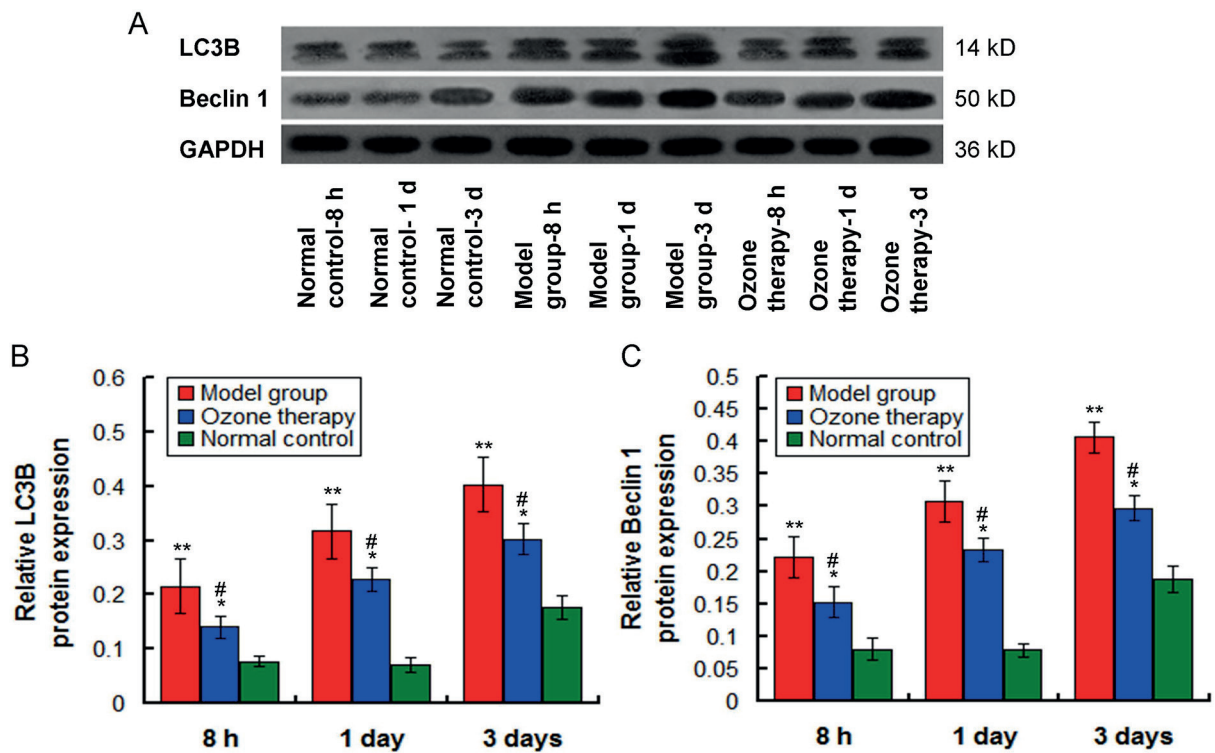 A
LC3B
14 kD
Beclin 1
50 kD
GAPDH
36 kD
Normal
control-8 h
Normal
control- 1 d
Normal
control-3 d
Model
group-8 h
Model
group-1 d
Model
group-3 d
Ozone
therapy-8 h
Ozone
therapy-1 d
Ozone
therapy-3 d
B
Relative LC3B
protein expression
0.6
0.5
0.4
0.3
0.2
0.1
0
Model group
Ozone therapy
Normal control
**
#
*
**
#
*
**
#
*
8 h
1 day
3 days
C
Relative Beclin 1
protein expression
0.5
0.45
0.4
0.35
0.3
0.25
0.2
0.15
0.1
0.05
0
Model group
Ozone therapy
Normal control
**
#
*
**
#
*
**
#
*
8 h
1 day
3 days